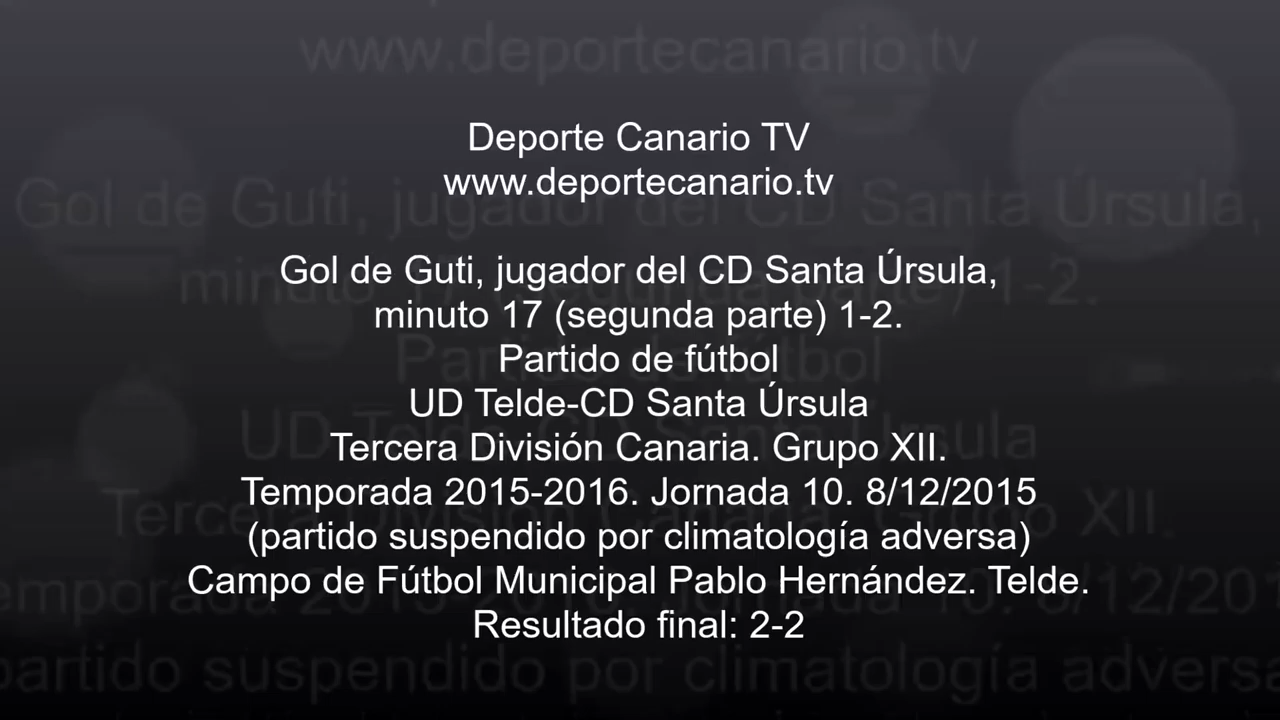 Deporte Canario TV
www.deportecanario.tv
Gol de Guti, jugador del CD Santa Úrsula,
minuto 17 (segunda parte) 1-2.
Partido de fútbol
UD Telde-CD Santa Úrsula
Tercera División Canaria. Grupo XII.
Temporada 2015-2016. Jornada 10. 8/12/2015
(partido suspendido por climatología adversa)
Campo de Fútbol Municipal Pablo Hernández. Telde.
Resultado final: 2-2